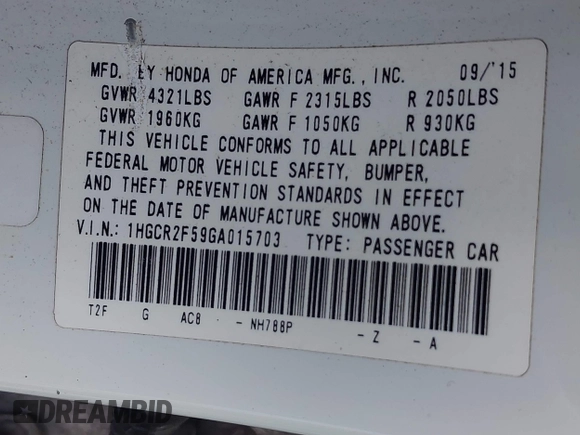 MFD. BY HONDA OF AMERICA MFG., INC. 09/'15
GVWR 4321LBS GAWR F 2315LBS R 2050LBS
GVWR 1960KG GAWR F 1050KG R 930KG
THIS VEHICLE CONFORMS TO ALL APPLICABLE
FEDERAL MOTOR VEHICLE SAFETY, BUMPER,
AND THEFT PREVENTION STANDARDS IN EFFECT
ON THE DATE OF MANUFACTURE SHOWN ABOVE.
V.I.N.: 1HGCR2F59GA015703 TYPE: PASSENGER CAR
T2F G AC8 - NH788P - Z - A
DREAMBID